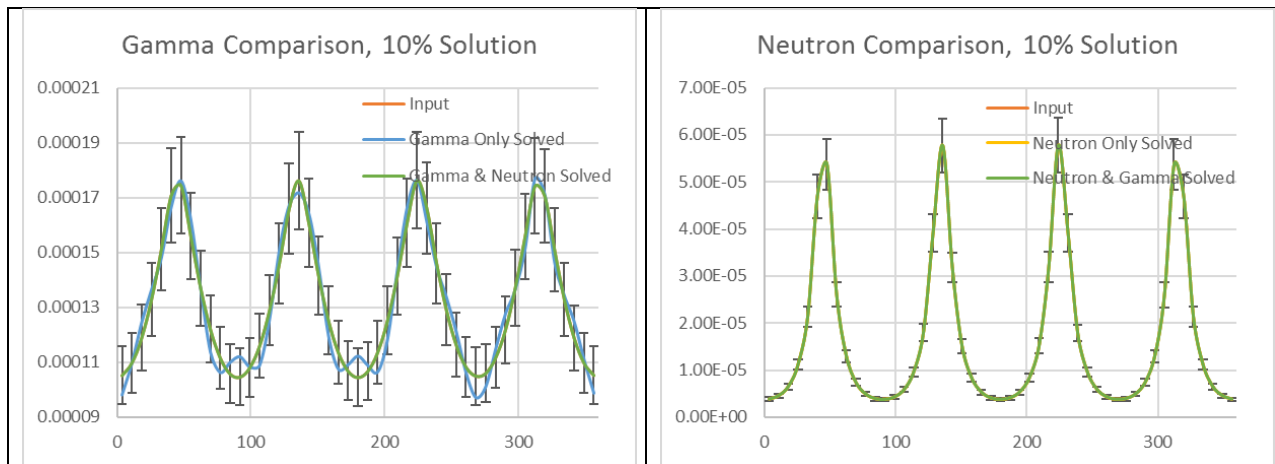 Gamma Comparison, 10% Solution
0.00021
0.00019
0.00017
0.00015
0.00013
0.00011
0.00009
0
100
200
300
Input
Gamma Only Solved
Gamma & Neutron Solved
Neutron Comparison, 10% Solution
7.00E-05
6.00E-05
5.00E-05
4.00E-05
3.00E-05
2.00E-05
1.00E-05
0.00E+00
0
100
200
300
Input
Neutron Only Solved
Neutron & Gamma Solved